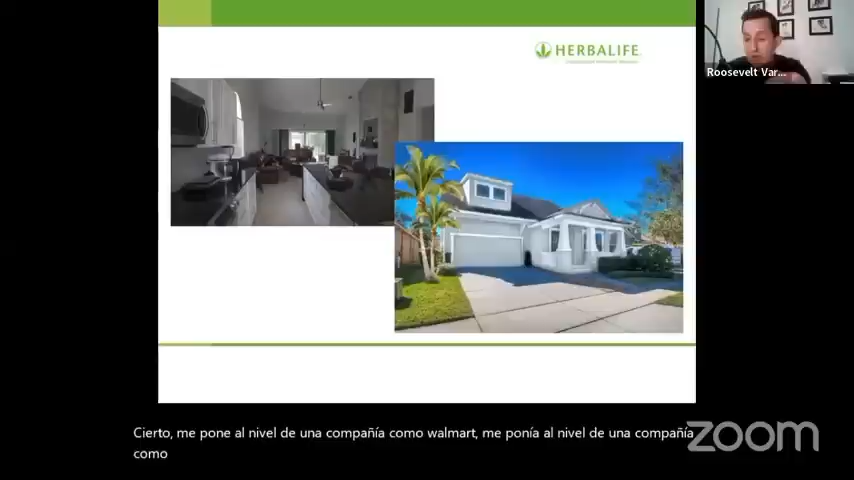 HERBALIFE
Roosevelt Var...
Cierto, me pone al nivel de una compañía como walmart, me ponía al nivel de una compañía
como
zoom